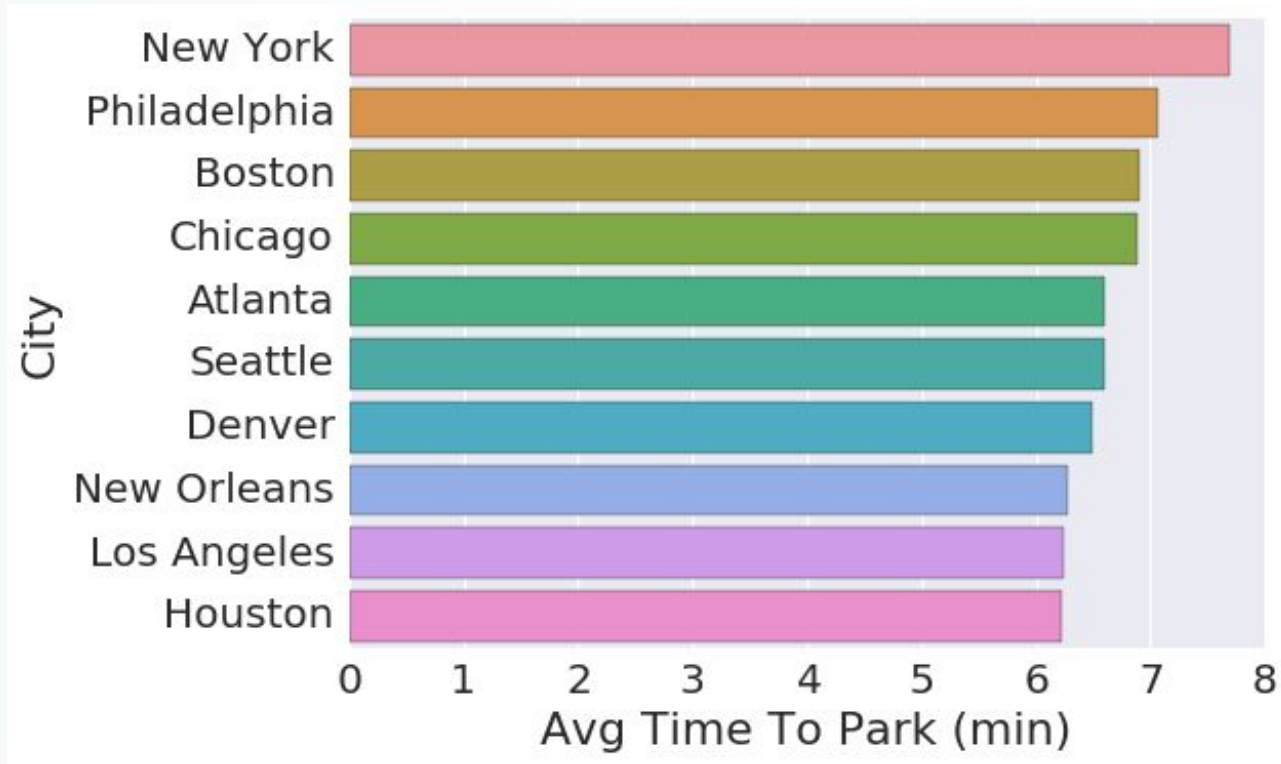 New York
Philadelphia
Boston
Chicago
Atlanta
Seattle
Denver
New Orleans
Los Angeles
Houston
City
0 1 2 3 4 5 6 7 8
Avg Time To Park (min)